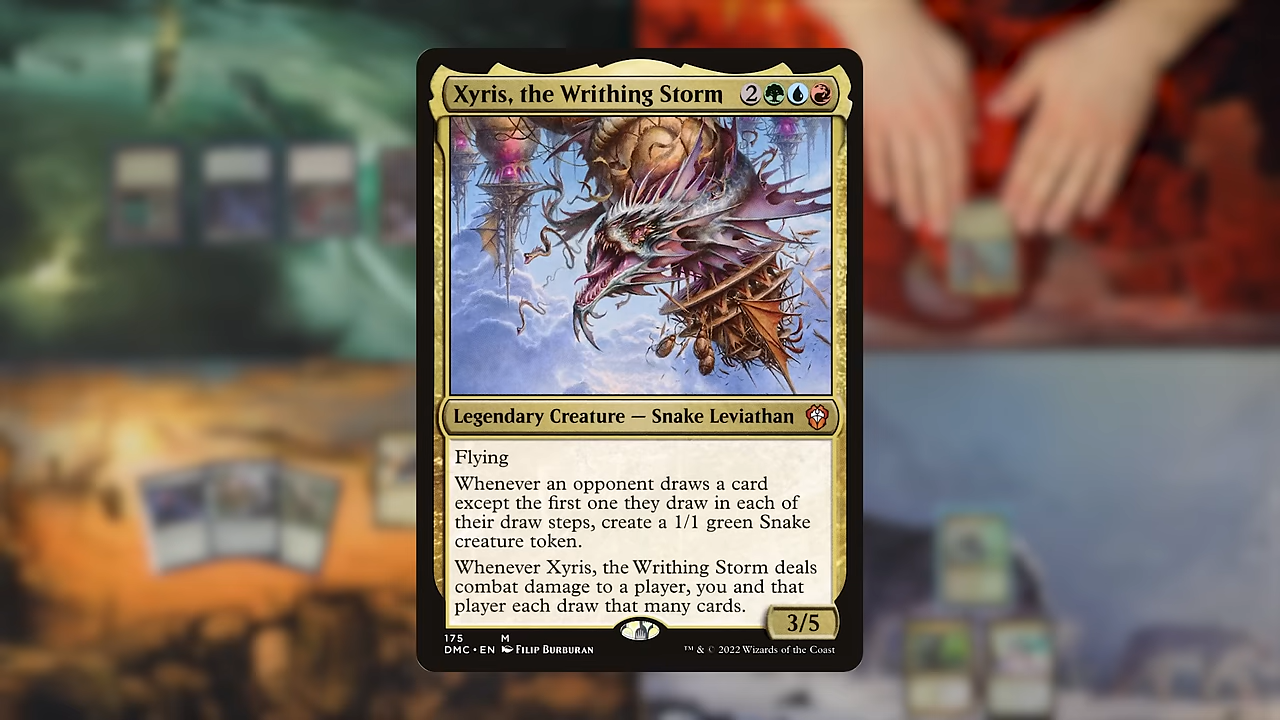 Xyris, the Writhing Storm 2
Legendary Creature — Snake Leviathan
Flying
Whenever an opponent draws a card
except the first one they draw in each of
their draw steps, create a 1/1 green Snake
creature token.
Whenever Xyris, the Writhing Storm deals
combat damage to a player, you and that
player each draw that many cards.
3/5
175 M
DMC • EN Filip Burburan
™ & © 2022 Wizards of the Coast